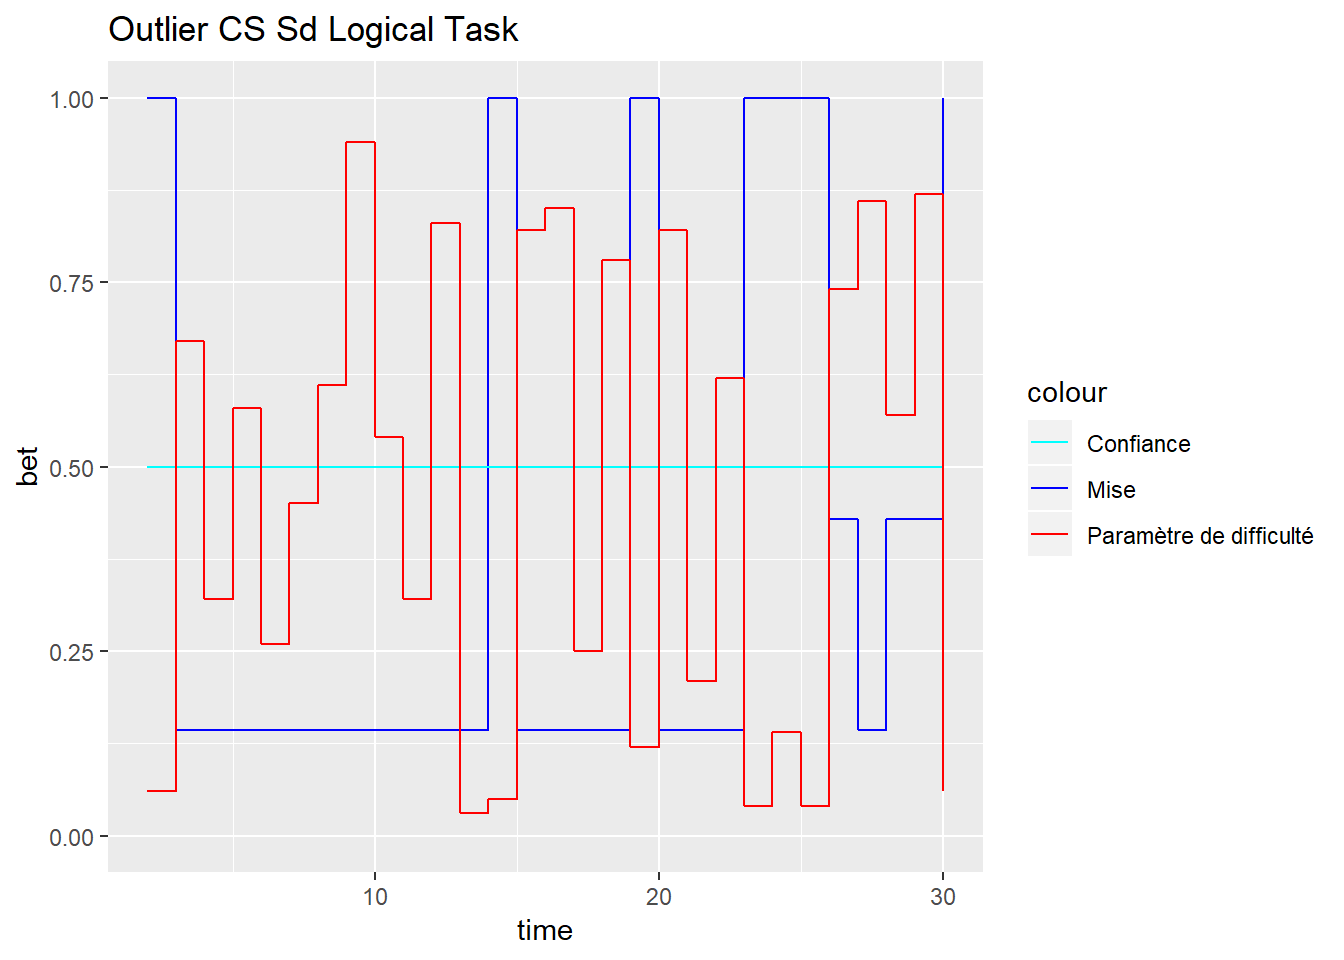 Outlier CS Sd Logical Task
1.00
0.75
0.50
0.25
0.00
bet
10
20
30
time
colour
Confiance
Mise
Paramètre de difficulté